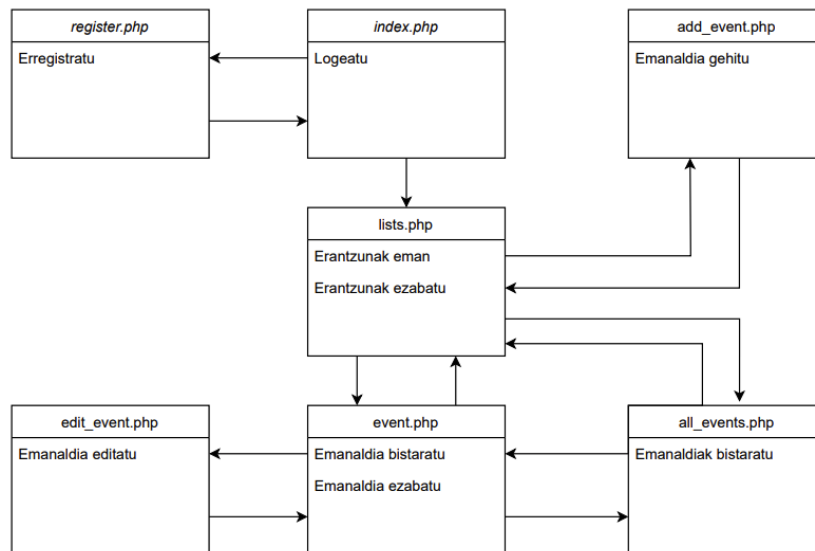 register.php
Erregistratu
index.php
Logeatu
add_event.php
Emanaldia gehitu
lists.php
Erantzunak eman
Erantzunak ezabatu
edit_event.php
Emanaldia editatu
event.php
Emanaldia bistaratu
Emanaldia ezabatu
all_events.php
Emanaldiak bistaratu